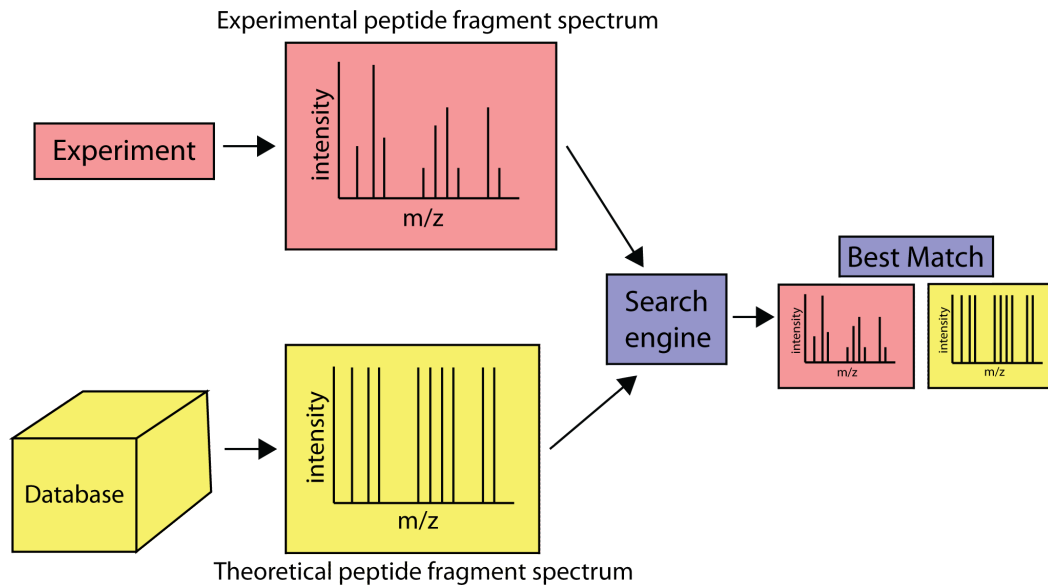 Experimental peptide fragment spectrum
Experiment
intensity
m/z
Database
intensity
m/z
Theoretical peptide fragment spectrum
Search
engine
Best Match
intensity
m/z
intensity
m/z